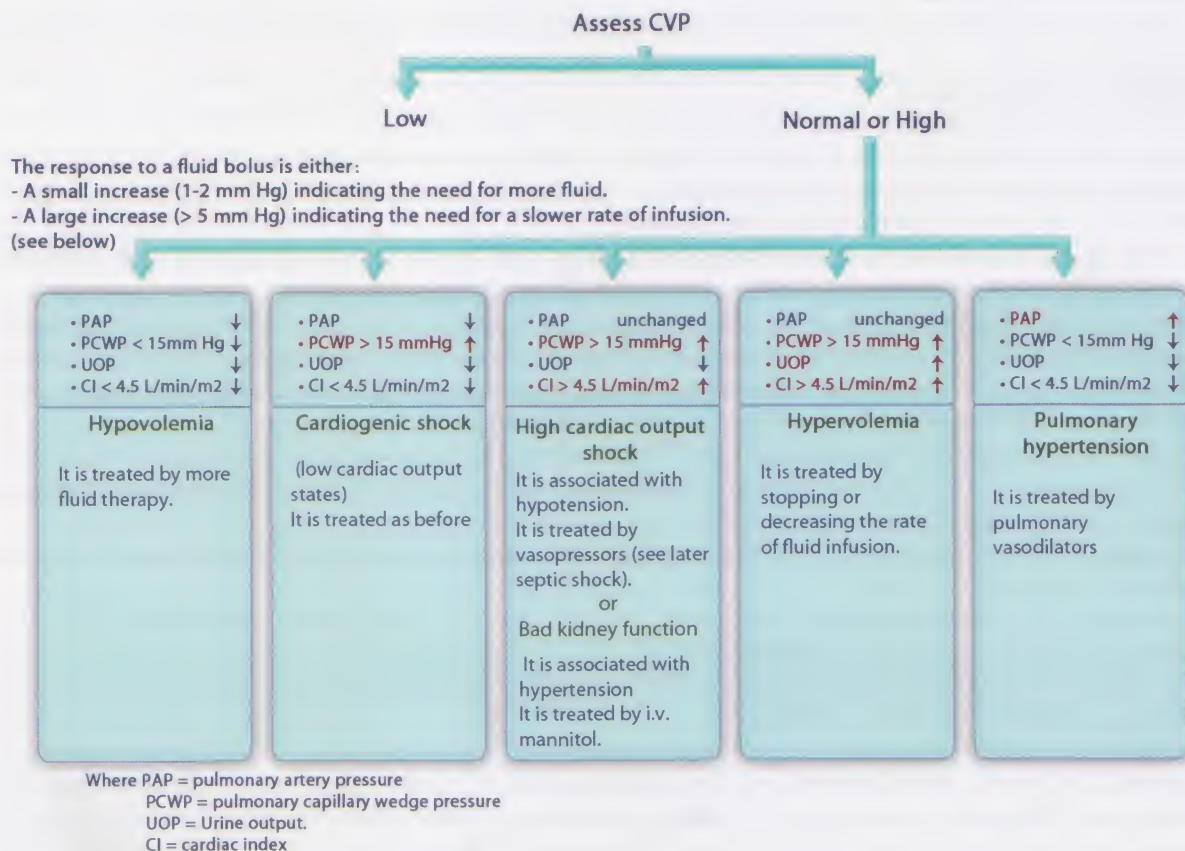 Assess CVP
Low
Normal or High
The response to a fluid bolus is either:
- A small increase (1-2 mm Hg) indicating the need for more fluid.
- A large increase (> 5 mm Hg) indicating the need for a slower rate of infusion.
(see below)
• PAP ↓
• PCWP < 15mm Hg ↓
• UOP ↓
• CI < 4.5 L/min/m2 ↓
Hypovolemia
It is treated by more
fluid therapy.
• PAP ↓
• PCWP > 15 mmHg ↑
• UOP ↓
• CI < 4.5 L/min/m2 ↓
Cardiogenic shock
(low cardiac output
states)
It is treated as before
• PAP unchanged
• PCWP > 15 mmHg ↑
• UOP ↓
• CI > 4.5 L/min/m2 ↑
High cardiac output
shock
It is associated with
hypotension.
It is treated by
vasopressors (see later
septic shock).
or
Bad kidney function
It is associated with
hypertension
It is treated by i.v.
mannitol.
• PAP unchanged
• PCWP > 15 mmHg ↑
• UOP ↑
• CI > 4.5 L/min/m2 ↑
Hypervolemia
It is treated by
stopping or
decreasing the rate
of fluid infusion.
• PAP ↑
• PCWP < 15mm Hg ↓
• UOP ↓
• CI < 4.5 L/min/m2 ↓
Pulmonary
hypertension
It is treated by
pulmonary
vasodilators
Where PAP = pulmonary artery pressure
PCWP = pulmonary capillary wedge pressure
UOP = Urine output.
CI = cardiac index